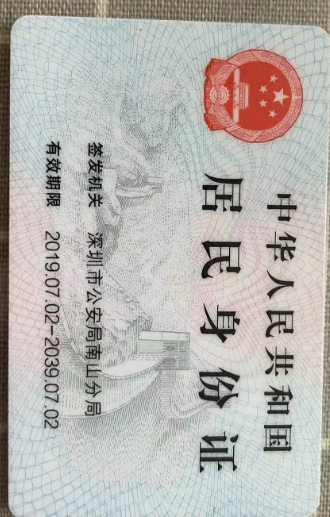 中华人民共和国
居民身份证
签发机关 深圳市公安局南山分局
有效期限 2019.07.02-2039.07.02